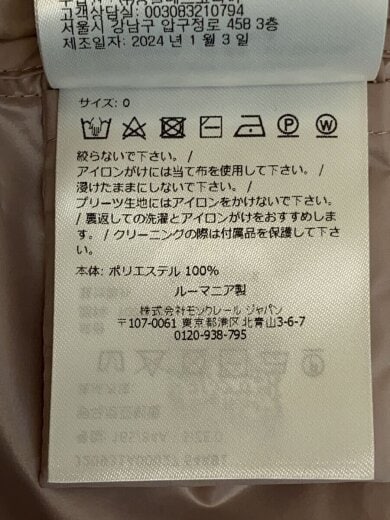 고객상담실: 003083210794
서울시 강남구 압구정로 458 3층
제조일자: 2024 년 1 월 3 일
サイズ: 0
絞らないで下さい。 /
アイロンがけには当て布を使用して下さい。 /
浸けたままにしないで下さい。 /
プリーツ生地にはアイロンをかけないで下さい。
/ 裏返しての洗濯とアイロンがけをおすすめしま
す。 / クリーニングの際は付属品を保護して下さ
い。
本体: ポリエステル 100%
ルーマニア製
株式会社モンクレール ジャパン
〒107-0061 東京都港区北青山3-6-7
0120-938-795